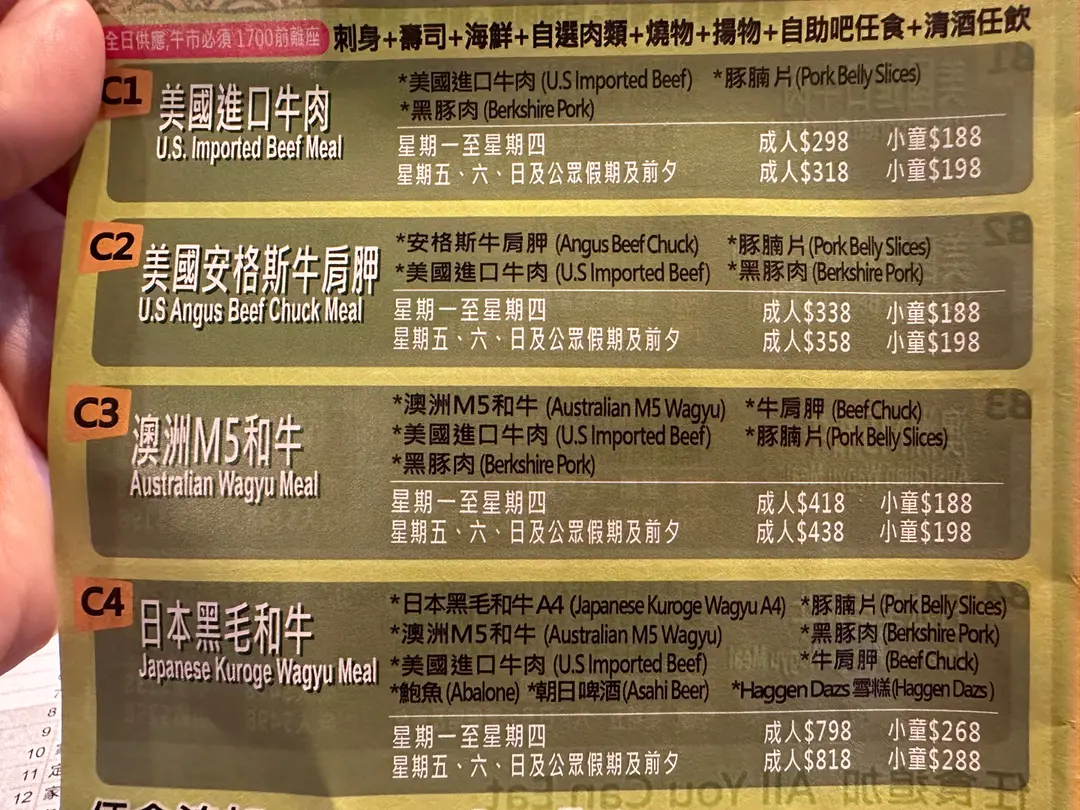 全日供應,午市必須1700前離座 刺身+壽司+海鮮+自選肉類+燒物+揚物+自助吧任食+清酒任飲
C1 美國進口牛肉
U.S. Imported Beef Meal
*美國進口牛肉 (U.S Imported Beef) *豚腩片(Pork Belly Slices)
*黑豚肉(Berkshire Pork)
星期一至星期四 成人$298 小童$188
星期五、六、日及公眾假期及前夕 成人$318 小童$198
C2 美國安格斯牛肩胛
U.S Angus Beef Chuck Meal
*安格斯牛肩胛 (Angus Beef Chuck) *豚腩片(Pork Belly Slices)
*美國進口牛肉 (U.S Imported Beef) *黑豚肉(Berkshire Pork)
星期一至星期四 成人$338 小童$188
星期五、六、日及公眾假期及前夕 成人$358 小童$198
C3 澳洲M5和牛
Australian Wagyu Meal
*澳洲M5和牛 (Australian M5 Wagyu) *牛肩胛 (Beef Chuck)
*美國進口牛肉 (U.S Imported Beef) *豚腩片(Pork Belly Slices)
*黑豚肉(Berkshire Pork)
星期一至星期四 成人$418 小童$188
星期五、六、日及公眾假期及前夕 成人$438 小童$198
C4 日本黑毛和牛
Japanese Kuroge Wagyu Meal
*日本黑毛和牛A4 (Japanese Kuroge Wagyu A4) *豚腩片(Pork Belly Slices)
*澳洲M5和牛 (Australian M5 Wagyu) *黑豚肉(Berkshire Pork)
*美國進口牛肉 (U.S Imported Beef) *牛肩胛 (Beef Chuck)
*鮑魚(Abalone) *朝日啤酒(Asahi Beer) *Haggen Dazs雪糕(Haggen Dazs)
星期一至星期四 成人$798 小童$268
星期五、六、日及公眾假期及前夕 成人$818 小童$288
8
9
10
11
12